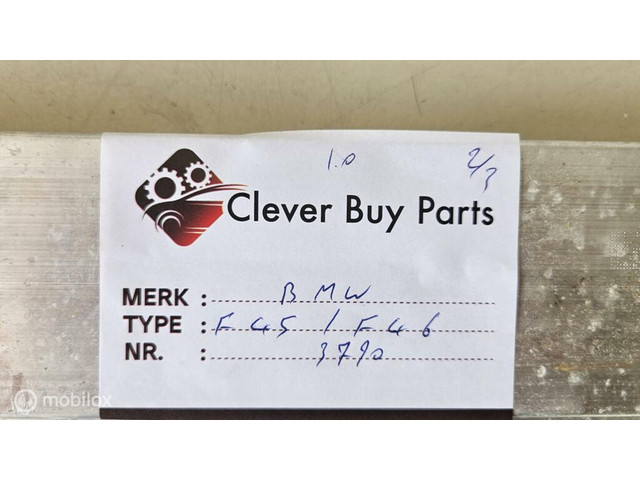 1.0
2/3
Clever Buy Parts
MERK : BMW
TYPE : F45 / F46
NR. : 3790
mobilox